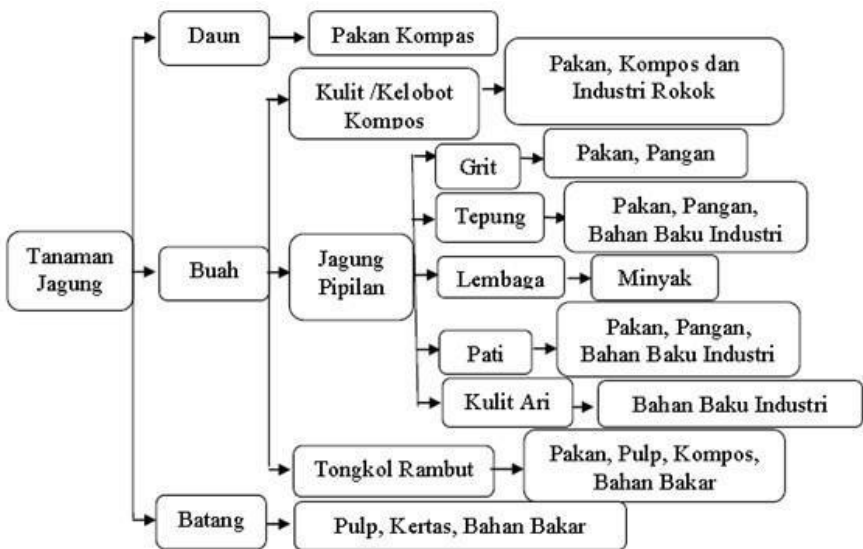 Daun
Pakan Kompas
Kulit /Kelobot
Kompos
Pakan, Kompos dan
Industri Rokok
Grit
Pakan, Pangan
Tepung
Pakan, Pangan,
Bahan Baku Industri
Tanaman
Jagung
Buah
Jagung
Pipilan
Lembaga
Minyak
Pati
Pakan, Pangan,
Bahan Baku Industri
Kulit Ari
Bahan Baku Industri
Tongkol Rambut
Pakan, Pulp, Kompos,
Bahan Bakar
Batang
Pulp, Kertas, Bahan Bakar